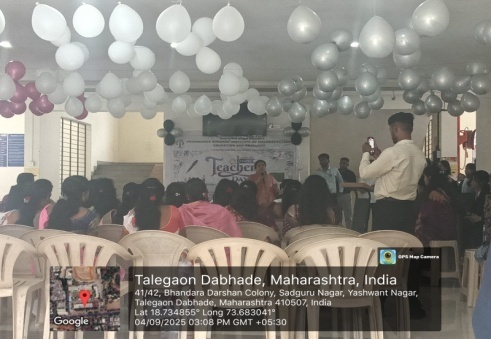 Teacher's
GPS Map Camera
Talegaon Dabhade, Maharashtra, India
41/42, Bhandara Darshan Colony, Sadguru Nagar, Yashwant Nagar,
Talegaon Dabhade, Maharashtra 410507, India
Lat 18.734855° Long 73.683041°
04/09/2025 03:08 PM GMT +05:30
Google